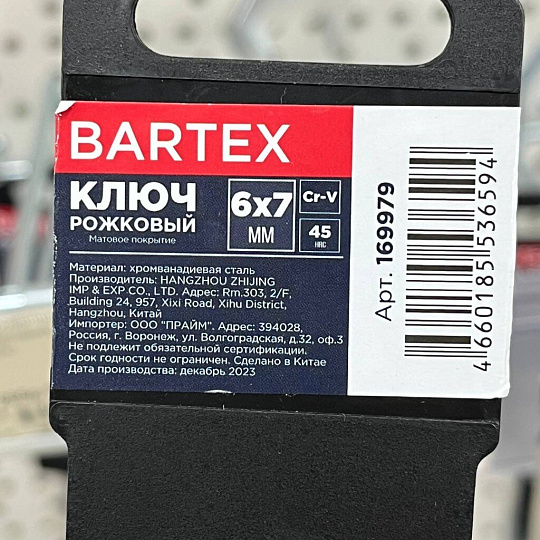 BARTEX
КЛЮЧ
РОЖКОВЫЙ
Матовое покрытие
6x7
ММ
Cr-V
45
HRC
Материал: хромванадиевая сталь
Производитель: HANGZHOU ZHIJING
IMP & EXP CO., LTD. Адрес: Rm.303, 2/F,
Building 24, 957, Xixi Road, Xihu District,
Hangzhou, Китай
Импортер: ООО "ПРАЙМ". Адрес: 394028,
Россия, г. Воронеж, ул. Волгоградская, д.32, оф.3
Не подлежит обязательной сертификации.
Срок годности не ограничен. Сделано в Китае
Дата производства: декабрь 2023
Арт. 169979
4660185536594